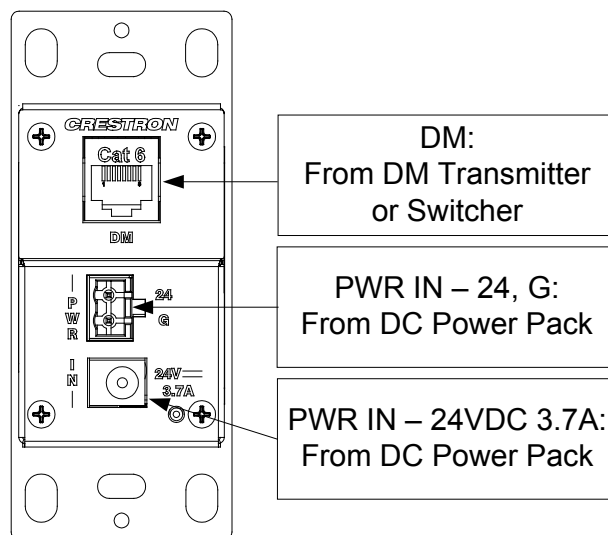 CRESTRON
Cat 6
DM
DM:
From DM Transmitter
or Switcher
PWR IN
24
G
PWR IN – 24, G:
From DC Power Pack
24V
3.7A
PWR IN – 24VDC 3.7A:
From DC Power Pack